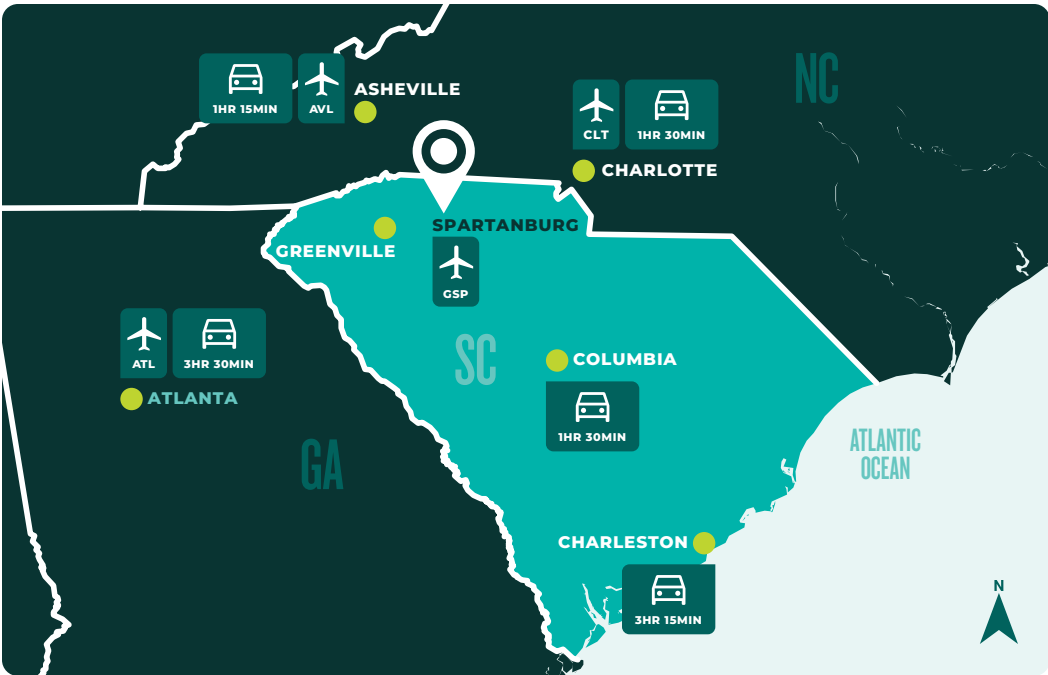 NC
1HR 15MIN
AVL
ASHEVILLE
CLT
1HR 30MIN
CHARLOTTE
SPARTANBURG
GREENVILLE
GSP
ATL
3HR 30MIN
ATLANTA
SC
COLUMBIA
1HR 30MIN
GA
ATLANTIC
OCEAN
CHARLESTON
3HR 15MIN
N